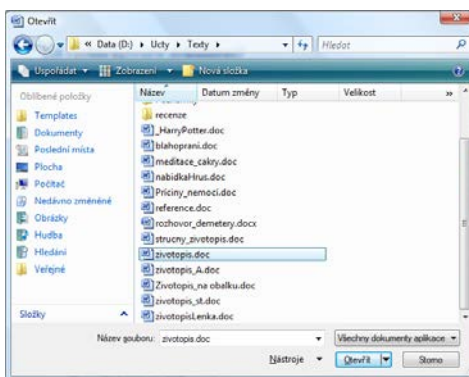 Otevřít
« Data (D:) ▸ Ucty ▸ Texty ▸ Hledat
Uspořádat Zobrazení Nová složka
Oblíbené položky
Templates
Dokumenty
Poslední místa
Plocha
Počítač
Nedávno změněné
Obrázky
Hudba
Hledání
Veřejné
Složky
Název Datum změny Typ Velikost »
recenze
_HarryPotter.doc
blahoprani.doc
meditace_cakry.doc
nabidkaHrus.doc
Priciny_nemoci.doc
reference.doc
rozhovor_demetery.docx
strucny_zivotopis.doc
zivotopis.doc
zivotopis_A.doc
Zivotopis_na obalku.doc
zivotopis_st.doc
zivotopisLenka.doc
Název souboru: zivotopis.doc Všechny dokumenty aplikace
Nástroje Otevřít Storno